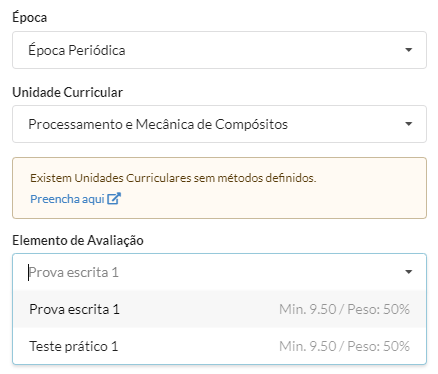 Época
Época Periódica
Unidade Curricular
Processamento e Mecânica de Compósitos
Existem Unidades Curriculares sem métodos definidos.
Preencha aqui
Elemento de Avaliação
Prova escrita 1
Prova escrita 1 Min. 9.50 / Peso: 50%
Teste prático 1 Min. 9.50 / Peso: 50%